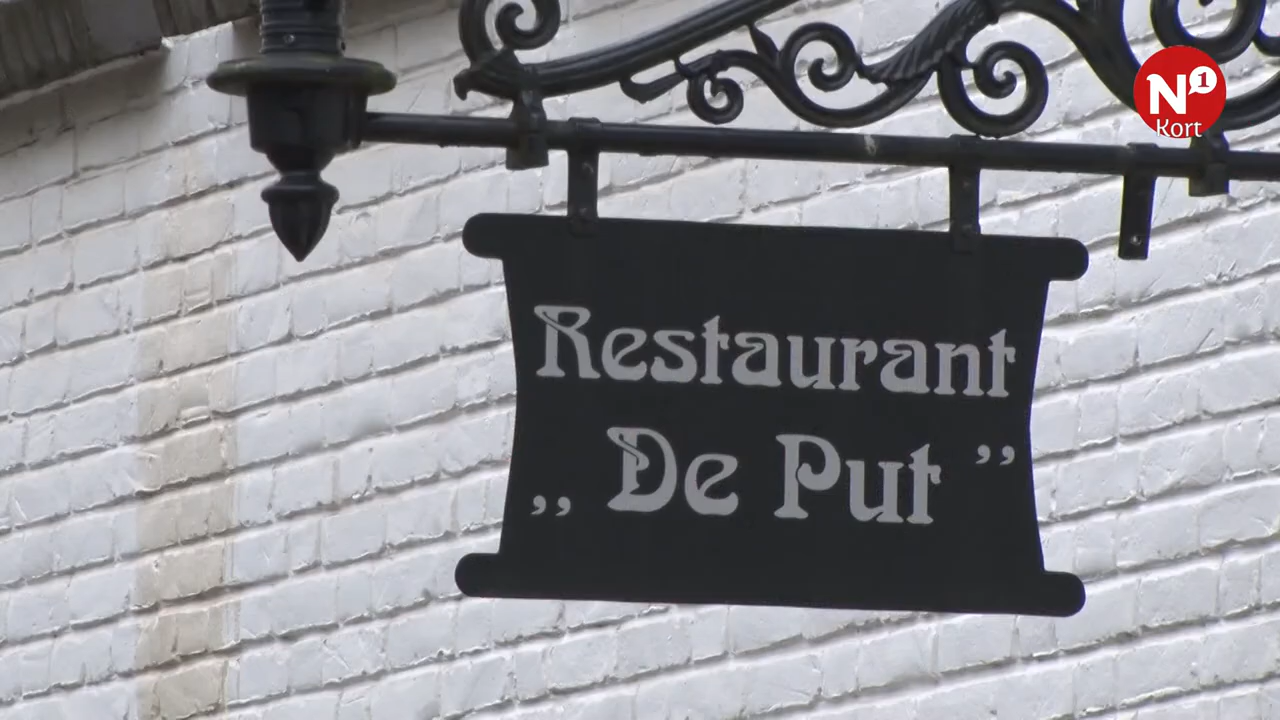 N1
Kort
Restaurant
„ De Put ”